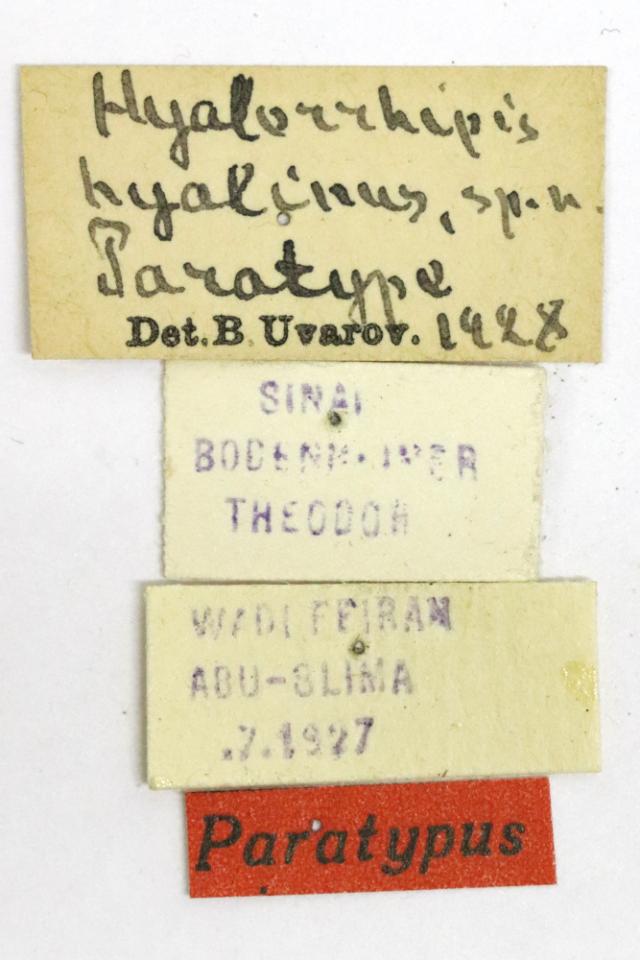 Hyalorrhipis
hyalinus, sp. n.
Paratype
Det. B. Uvarov. 1928
SINAI
BODENHEIMER
THEODOR
WADI FEIRAN
ABU-SLIMA
.7.1927
Paratypus